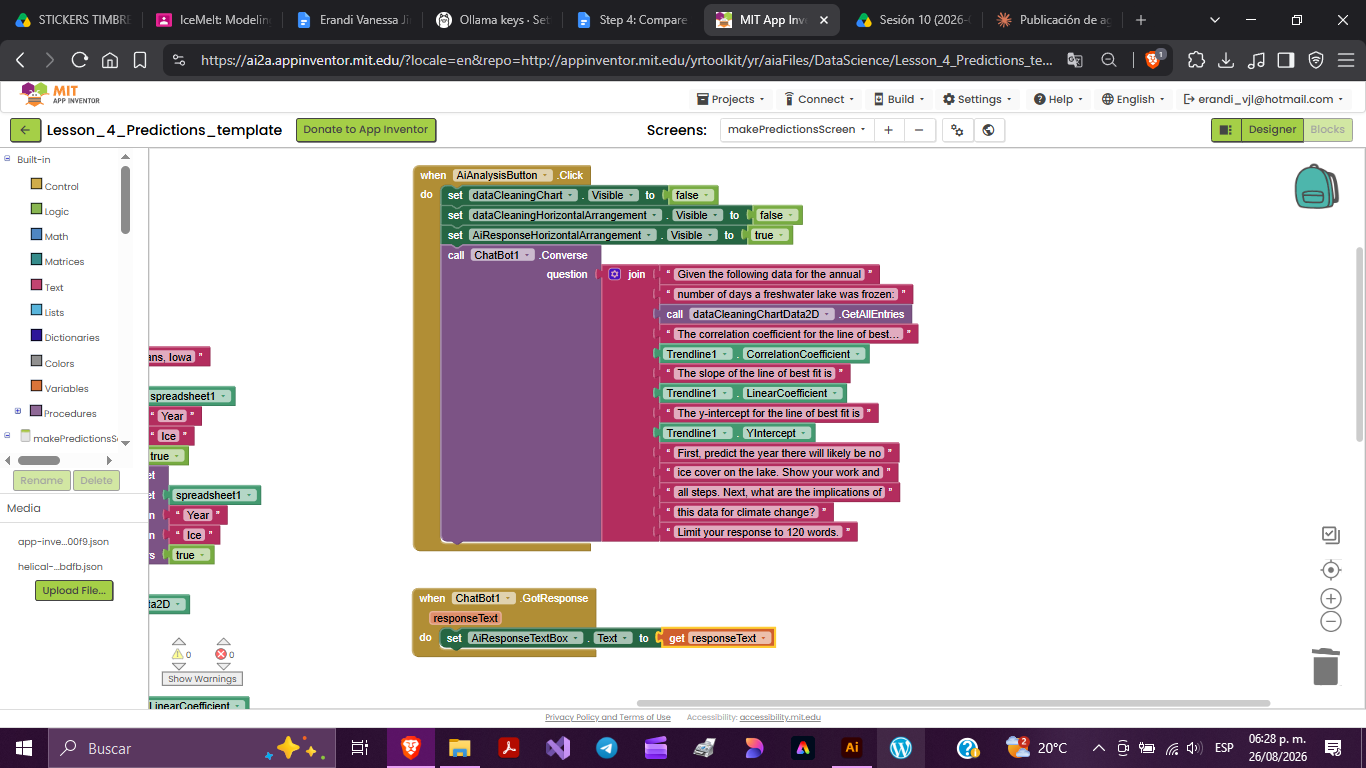 STICKERS TIMBRE
IceMelt: Modelin
Erandi Vanessa Ji
Ollama keys · Set
Step 4: Compare
MIT App Inv
Sesión 10 (2026-
Publicación de ag
https://ai2a.appinventor.mit.edu/?locale=en&repo=http://appinventor.mit.edu/yrtoolkit/yr/aiaFiles/DataScience/Lesson_4_Predictions_te...
1
MIT
APP INVENTOR
Projects
Connect
Build
Settings
Help
English
erandi_vjl@hotmail.com
Lesson_4_Predictions_template
Donate to App Inventor
Screens:
makePredictionsScreen
Designer
Blocks
Built-in
Control
Logic
Math
Matrices
Text
Lists
Dictionaries
Colors
Variables
Procedures
makePredictionsS
Rename
Delete
Media
app-inve...00f9.json
helical-...bdfb.json
Upload File...
ans, Iowa "
spreadsheet1
" Year "
" Ice "
true
et
et spreadsheet1
n " Year "
n " Ice "
s true
ta2D
0
0
Show Warnings
LinearCoefficient
when AiAnalysisButton .Click
do set dataCleaningChart . Visible to false
set dataCleaningHorizontalArrangement . Visible to false
set AiResponseHorizontalArrangement . Visible to true
call ChatBot1 .Converse
question join " Given the following data for the annual "
" number of days a freshwater lake was frozen: "
call dataCleaningChartData2D .GetAllEntries
" The correlation coefficient for the line of best... "
Trendline1 . CorrelationCoefficient
" The slope of the line of best fit is "
Trendline1 . LinearCoefficient
" The y-intercept for the line of best fit is "
Trendline1 . YIntercept
" First, predict the year there will likely be no "
" ice cover on the lake. Show your work and "
" all steps. Next, what are the implications of "
" this data for climate change? "
" Limit your response to 120 words. "
when ChatBot1 .GotResponse
responseText
do set AiResponseTextBox . Text to get responseText
Privacy Policy and Terms of Use
Accessibility: accessibility.mit.edu
Buscar
Ai
2
20°C
ESP
06:28 p. m.
26/08/2026